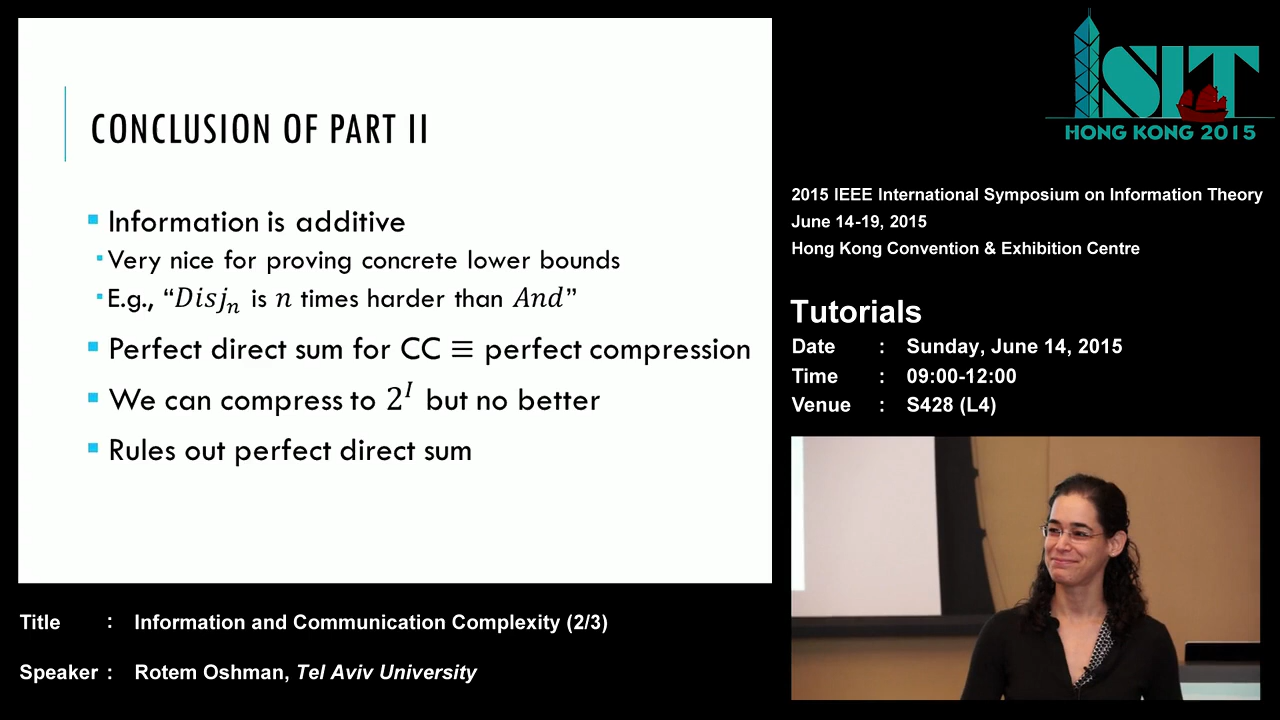 CONCLUSION OF PART II
Information is additive
Very nice for proving concrete lower bounds
E.g., “Disjₙ is n times harder than And”
Perfect direct sum for CC ≡ perfect compression
We can compress to 2ᴵ but no better
Rules out perfect direct sum
Title : Information and Communication Complexity (2/3)
Speaker : Rotem Oshman, Tel Aviv University
ISIT
HONG KONG 2015
2015 IEEE International Symposium on Information Theory
June 14-19, 2015
Hong Kong Convention & Exhibition Centre
Tutorials
Date : Sunday, June 14, 2015
Time : 09:00-12:00
Venue : S428 (L4)